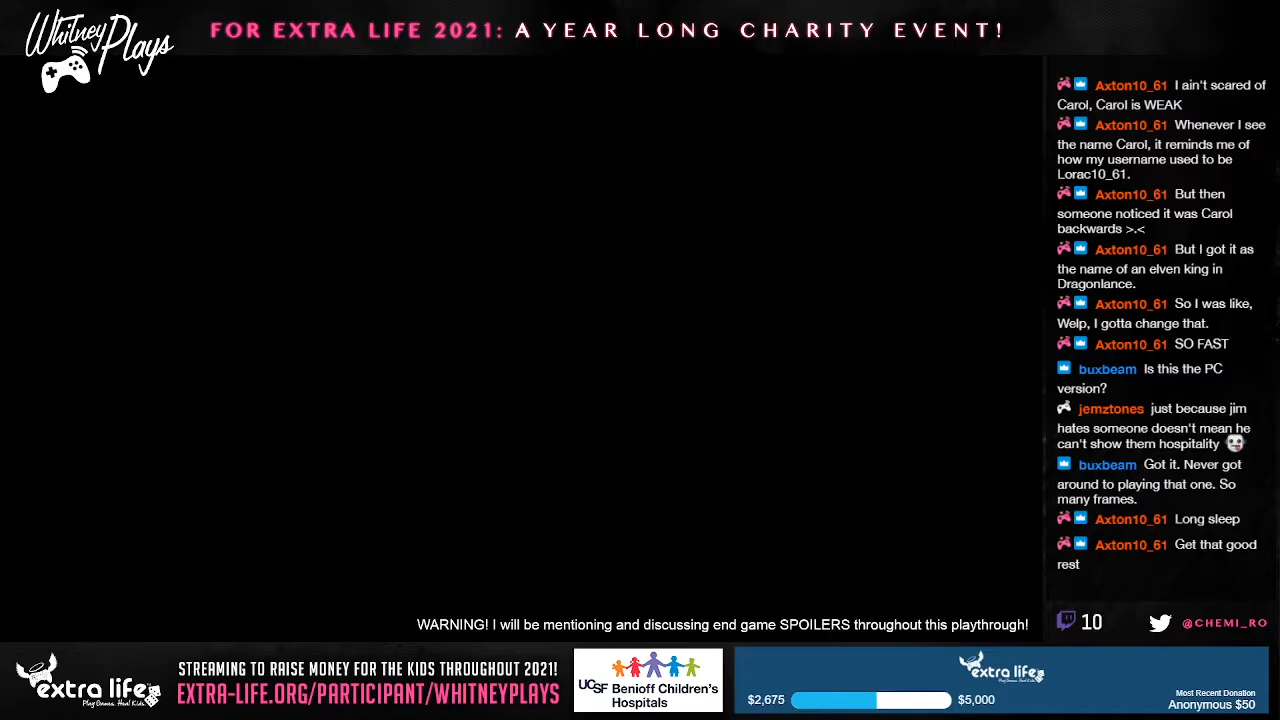 Whitney Plays
FOR EXTRA LIFE 2021: A YEAR LONG CHARITY EVENT!
Axton10_61 I ain't scared of
Carol, Carol is WEAK
Axton10_61 Whenever I see
the name Carol, it reminds me of
how my username used to be
Lorac10_61.
Axton10_61 But then
someone noticed it was Carol
backwards >.<
Axton10_61 But I got it as
the name of an elven king in
Dragonlance.
Axton10_61 So I was like,
Welp, I gotta change that.
Axton10_61 SO FAST
buxbeam Is this the PC
version?
jemztones just because jim
hates someone doesn't mean he
can't show them hospitality
buxbeam Got it. Never got
around to playing that one. So
many frames.
Axton10_61 Long sleep
Axton10_61 Get that good
rest
WARNING! I will be mentioning and discussing end game SPOILERS throughout this playthrough!
10 @CHEMI_RO
extra life
Play Games. Heal Kids.
STREAMING TO RAISE MONEY FOR THE KIDS THROUGHOUT 2021!
EXTRA-LIFE.ORG/PARTICIPANT/WHITNEYPLAYS
UCSF Benioff Children's
Hospitals
extra life
$2,675 $5,000
Most Recent Donation
Anonymous $50